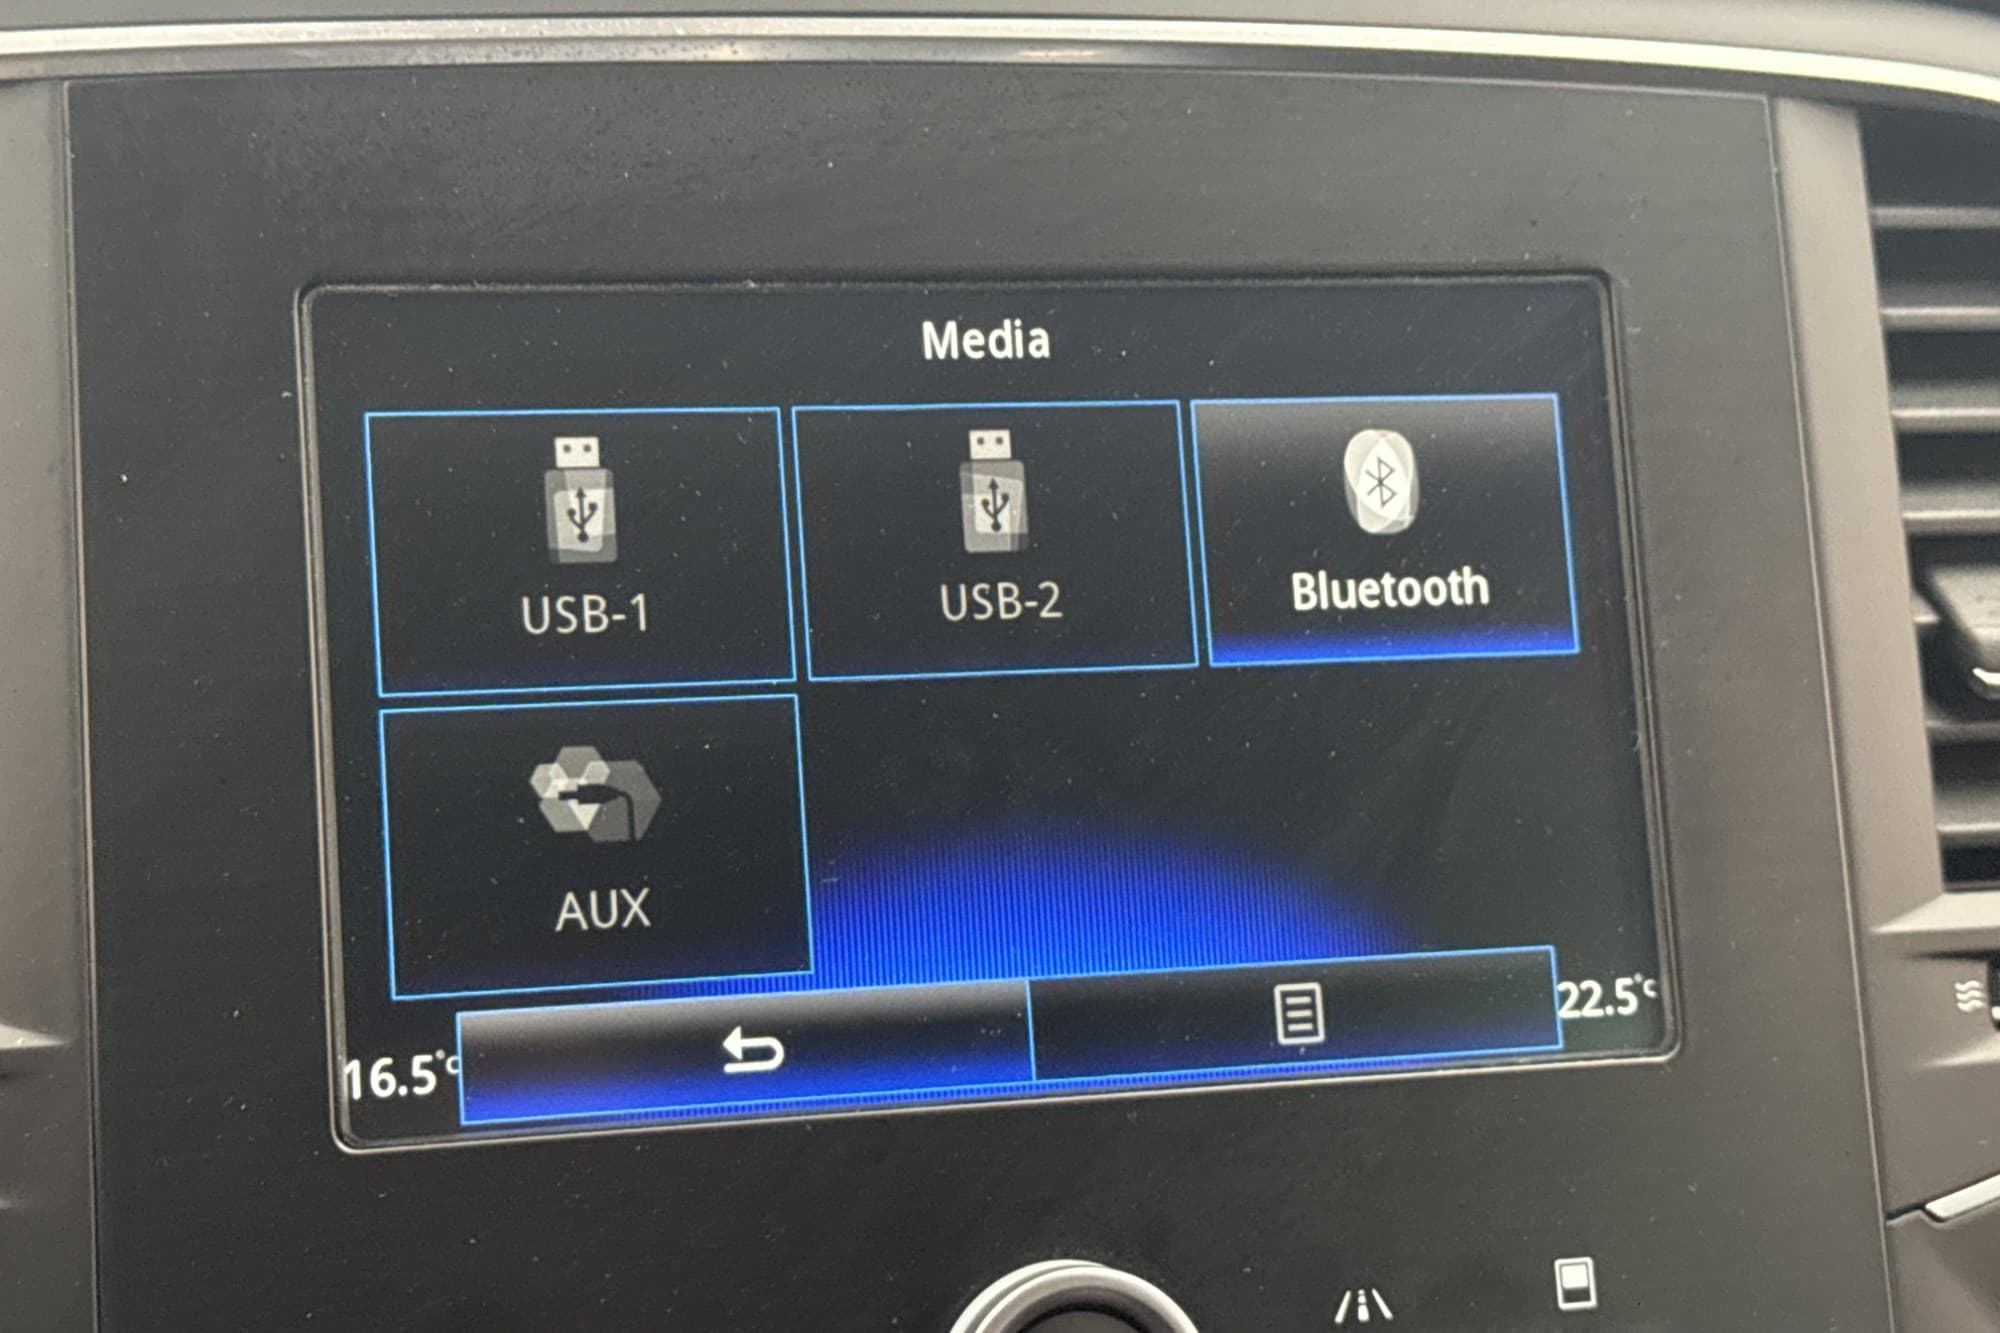 Media
USB-1
USB-2
Bluetooth
AUX
16.5°C
22.5°C